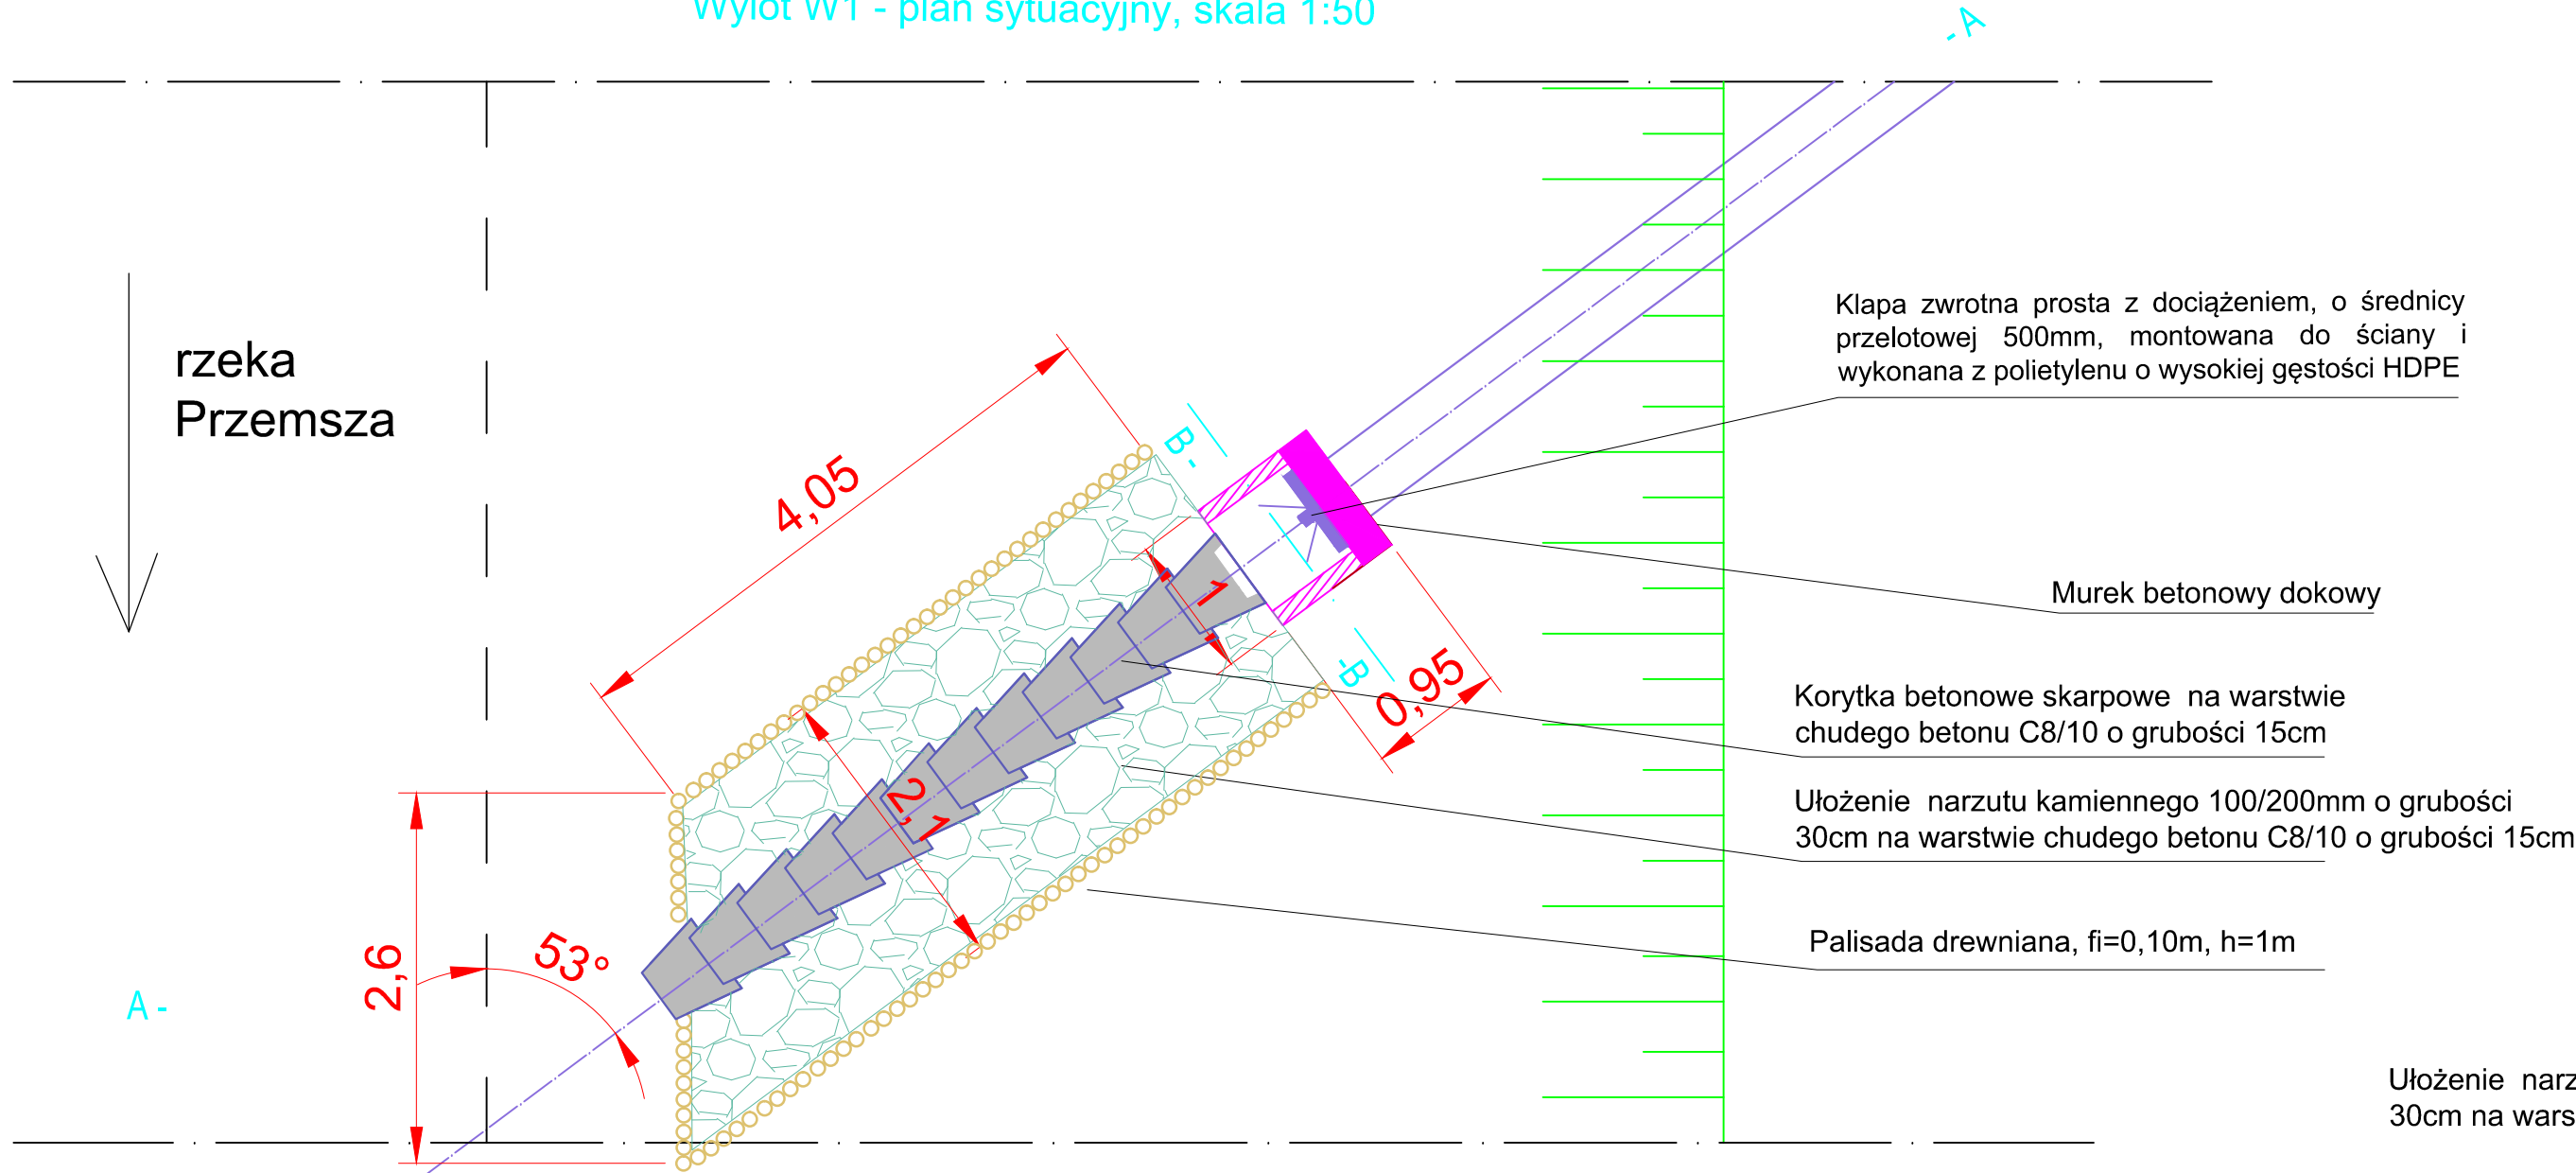 Wylot W1 - plan sytuacyjny, skala 1:50
- A
rzeka
Przemsza
Klapa zwrotna prosta z dociążeniem, o średnicy
przelotowej 500mm, montowana do ściany i
wykonana z polietylenu o wysokiej gęstości HDPE
4,05
B -
1
Murek betonowy dokowy
-B
0,95
Korytka betonowe skarpowe na warstwie
chudego betonu C8/10 o grubości 15cm
2,1
Ułożenie narzutu kamiennego 100/200mm o grubości
30cm na warstwie chudego betonu C8/10 o grubości 15cm
Palisada drewniana, fi=0,10m, h=1m
53°
2,6
A -
Ułożenie narz
30cm na wars